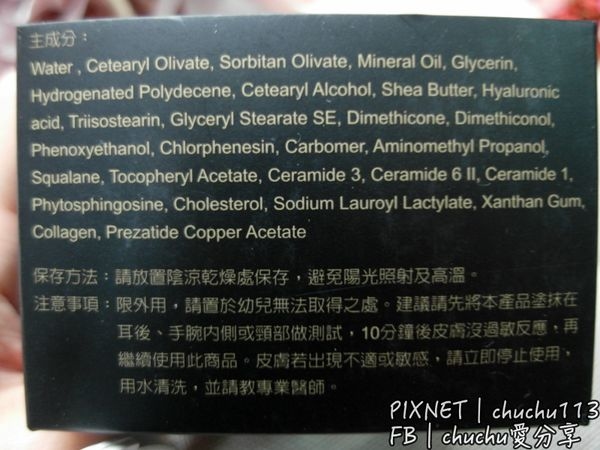 主成分：
Water , Cetearyl Olivate, Sorbitan Olivate, Mineral Oil, Glycerin,
Hydrogenated Polydecene, Cetearyl Alcohol, Shea Butter, Hyaluronic
acid, Triisostearin, Glyceryl Stearate SE, Dimethicone, Dimethiconol,
Phenoxyethanol, Chlorphenesin, Carbomer, Aminomethyl Propanol,
Squalane, Tocopheryl Acetate, Ceramide 3, Ceramide 6 II, Ceramide 1,
Phytosphingosine, Cholesterol, Sodium Lauroyl Lactylate, Xanthan Gum,
Collagen, Prezatide Copper Acetate
保存方法：請放置陰涼乾燥處保存，避免陽光照射及高溫。
注意事項：限外用，請置於幼兒無法取得之處。建議請先將本產品塗抹在
耳後、手腕內側或頸部做測試，10分鐘後皮膚沒過敏反應，再
繼續使用此商品。皮膚若出現不適或敏感，請立即停止使用，
用水清洗，並請教專業醫師。
PIXNET | chuchu113
FB | chuchu愛分享